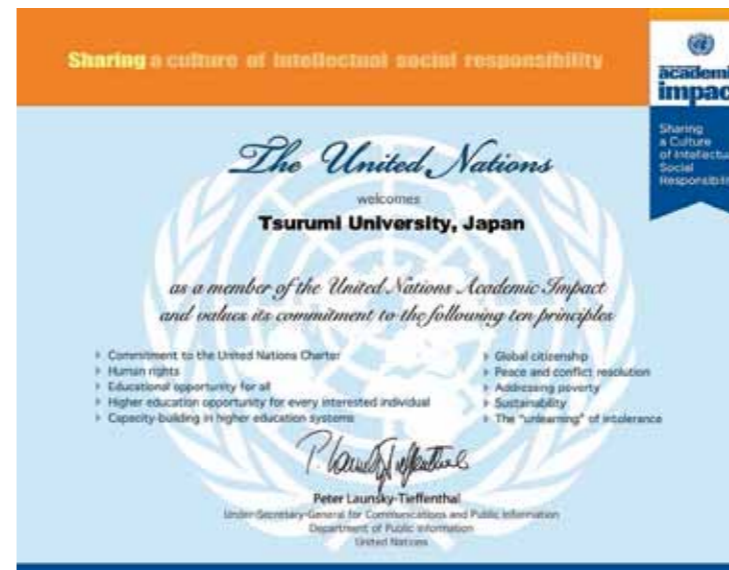 Sharing a culture of intellectual social responsibility
academi
impac
Sharing
a Culture
of Intellectua
Social
Responsibilit
The United Nations
welcomes
Tsurumi University, Japan
as a member of the United Nations Academic Impact
and values its commitment to the following ten principles
Commitment to the United Nations Charter
Human rights
Educational opportunity for all
Higher education opportunity for every interested individual
Capacity-building in higher education systems
Global citizenship
Peace and conflict resolution
Addressing poverty
Sustainability
The "unlearning" of intolerance
Peter Launsky-Tieffenthal
Under-Secretary-General for Communications and Public Information
Department of Public Information
United Nations